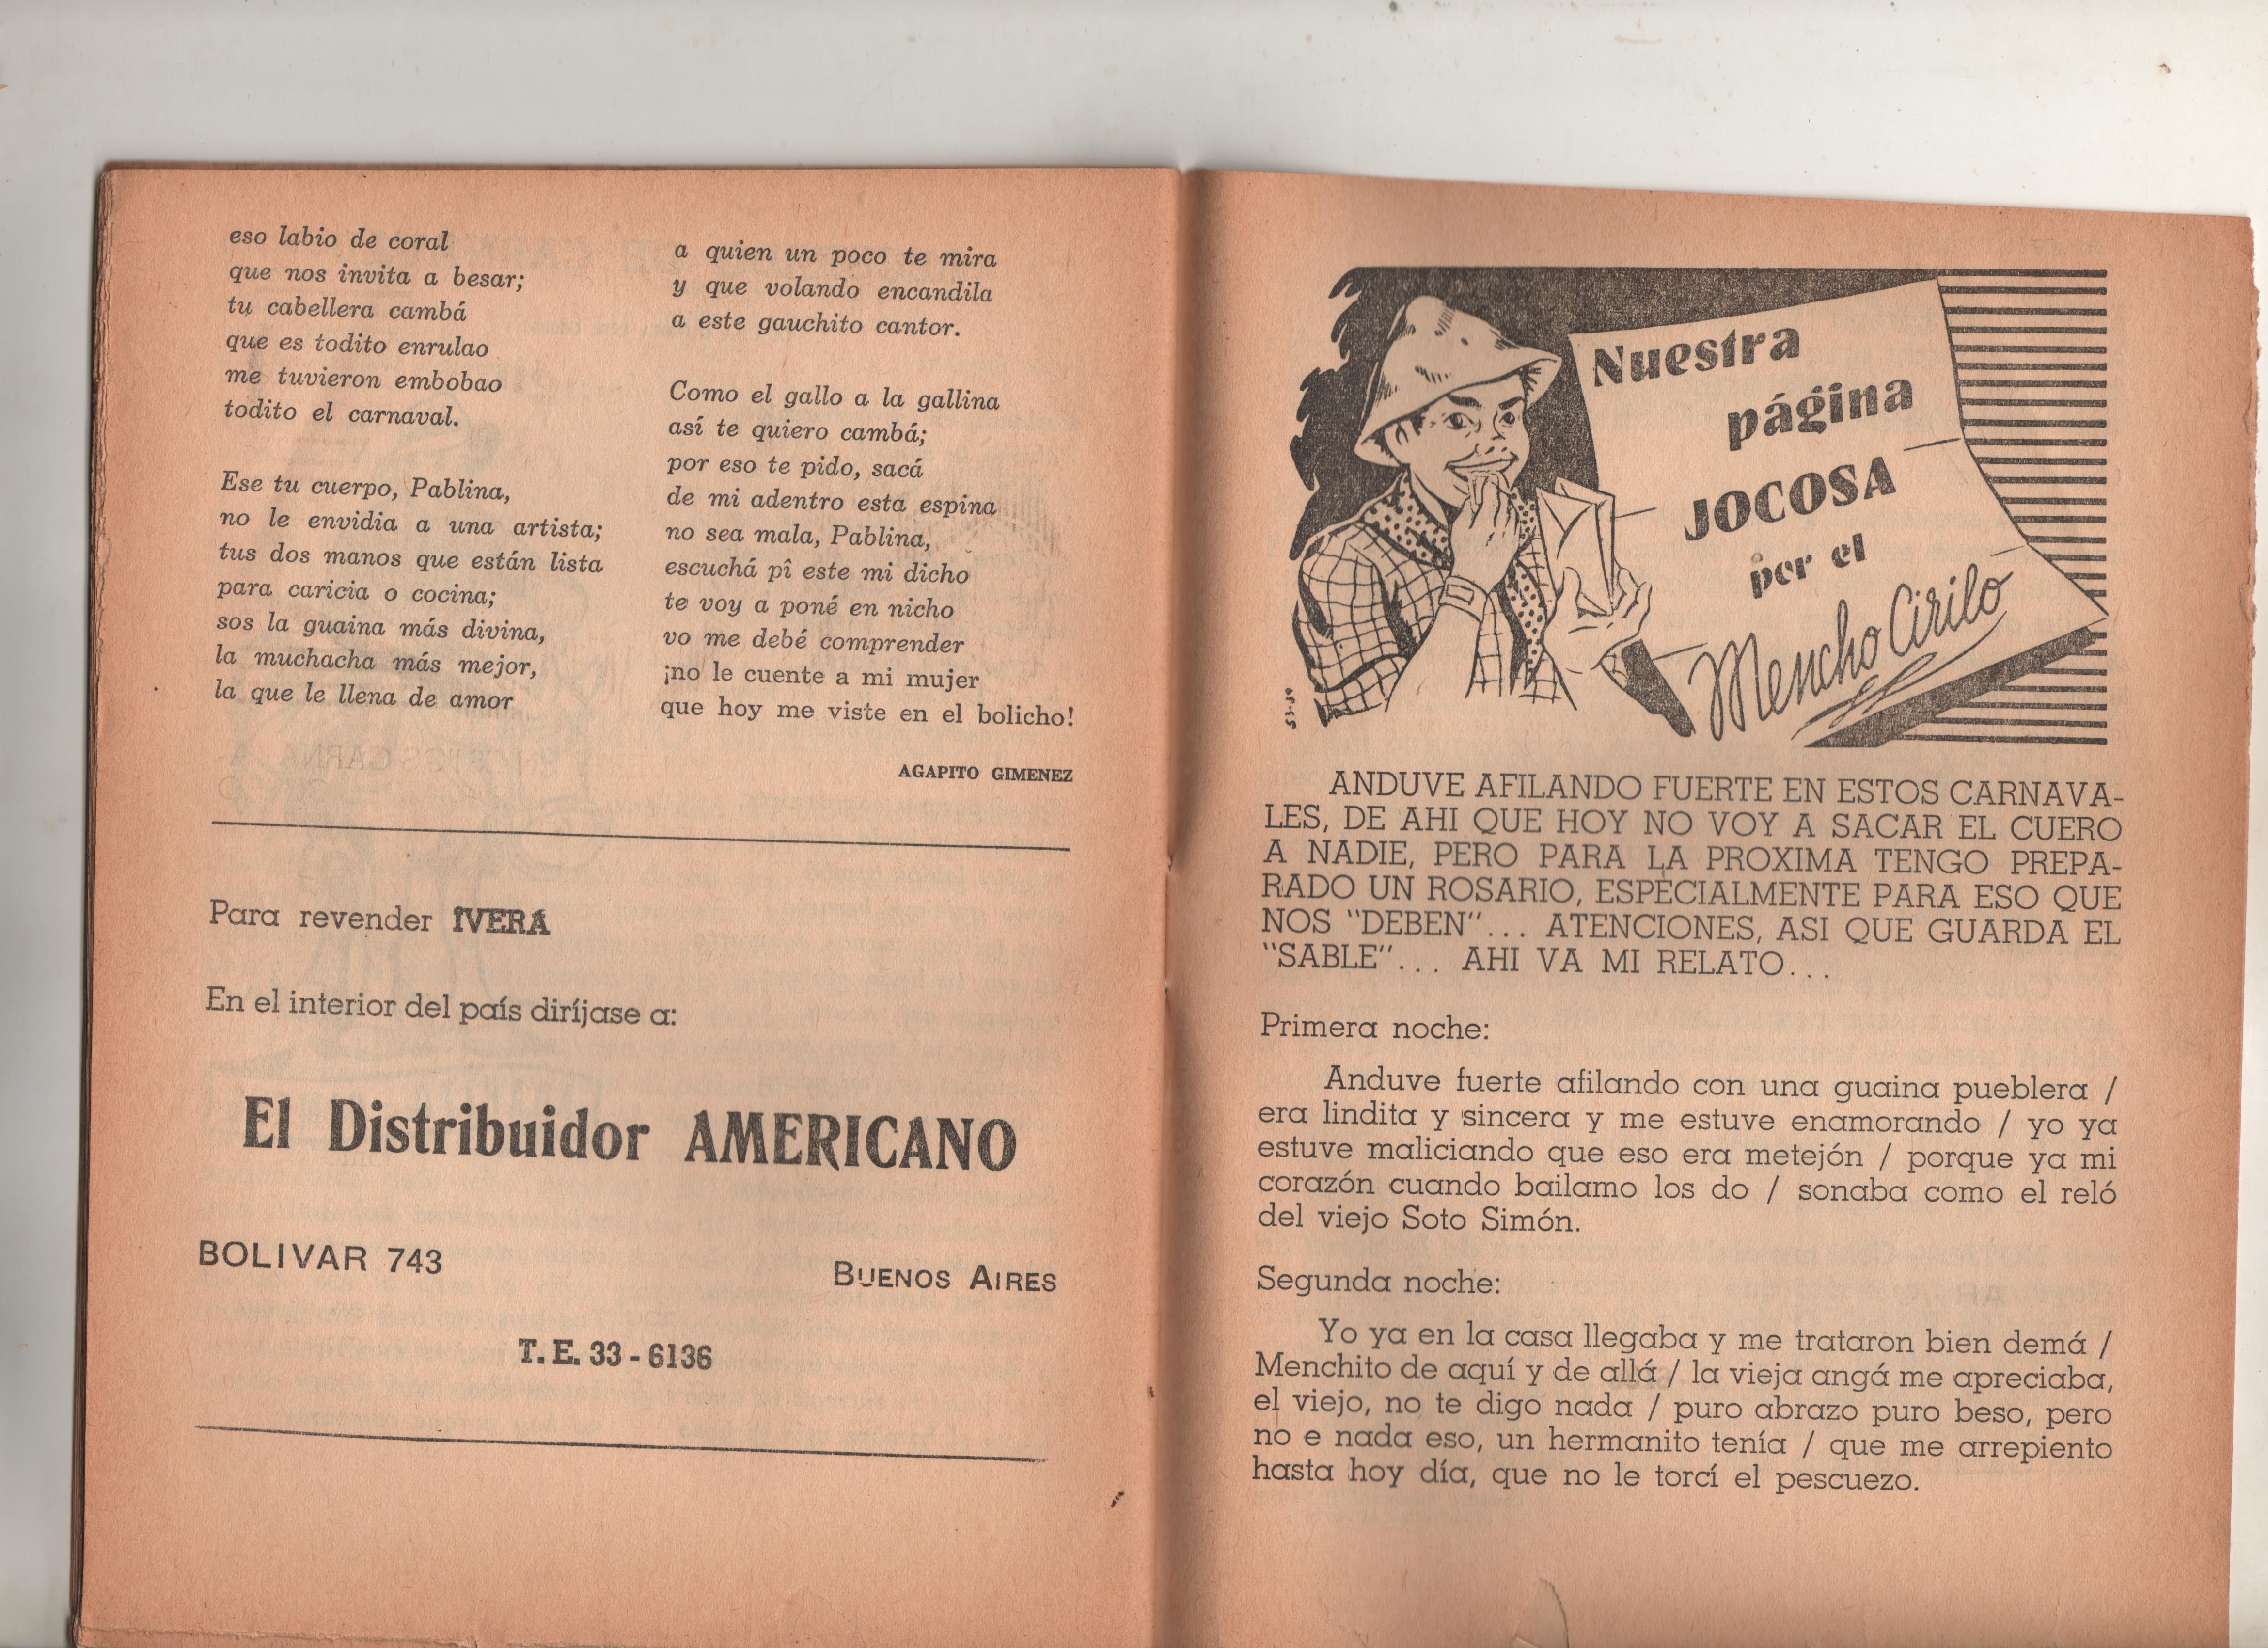 eso labio de coral
que nos invita a besar;
tu cabellera cambá
que es todito enrulao
me tuvieron embobao
todito el carnaval.
Ese tu cuerpo, Pablina,
no le envidia a una artista;
tus dos manos que están lista
para caricia o cocina;
sos la guaina más divina,
la muchacha más mejor,
la que le llena de amor
a quien un poco te mira
y que volando encandila
a este gauchito cantor.
Como el gallo a la gallina
así te quiero cambá;
por eso te pido, sacá
de mi adentro esta espina
no sea mala, Pablina,
escuchá pî este mi dicho
te voy a poné en nicho
vo me debé comprender
¡no le cuente a mi mujer
que hoy me viste en el bolicho!
AGAPITO GIMENEZ
Para revender ÎVERÁ
En el interior del país diríjase a:
El Distribuidor AMERICANO
BOLIVAR 743
BUENOS AIRES
T. E. 33 - 6136
Nuestra
página
JOCOSA
por el
Mencho Cirilo
ANDUVE AFILANDO FUERTE EN ESTOS CARNAVA-
LES, DE AHI QUE HOY NO VOY A SACAR EL CUERO
A NADIE, PERO PARA LA PROXIMA TENGO PREPA-
RADO UN ROSARIO, ESPECIALMENTE PARA ESO QUE
NOS "DEBEN"... ATENCIONES, ASI QUE GUARDA EL
"SABLE"... AHI VA MI RELATO...
Primera noche:
Anduve fuerte afilando con una guaina pueblera /
era lindita y sincera y me estuve enamorando / yo ya
estuve maliciando que eso era metejón / porque ya mi
corazón cuando bailamo los do / sonaba como el reló
del viejo Soto Simón.
Segunda noche:
Yo ya en la casa llegaba y me trataron bien demá /
Menchito de aquí y de allá / la vieja angá me apreciaba,
el viejo, no te digo nada / puro abrazo puro beso, pero
no e nada eso, un hermanito tenía / que me arrepiento
hasta hoy día, que no le torcí el pescuezo.